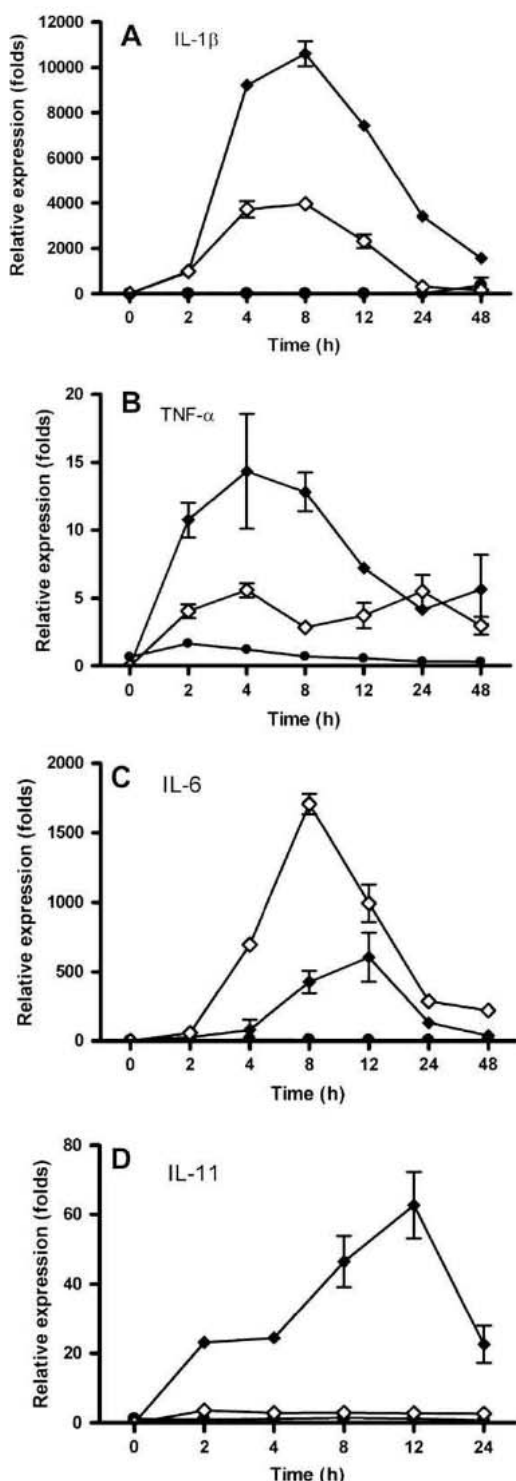 A IL-1β
Relative expression (folds)
12000
10000
8000
6000
4000
2000
0
0 2 4 8 12 24 48
Time (h)
B TNF-α
Relative expression (folds)
20
15
10
5
0
0 2 4 8 12 24 48
Time (h)
C IL-6
Relative expression (folds)
2000
1500
1000
500
0
0 2 4 8 12 24 48
Time (h)
D IL-11
Relative expression (folds)
80
60
40
20
0
0 2 4 8 12 24
Time (h)